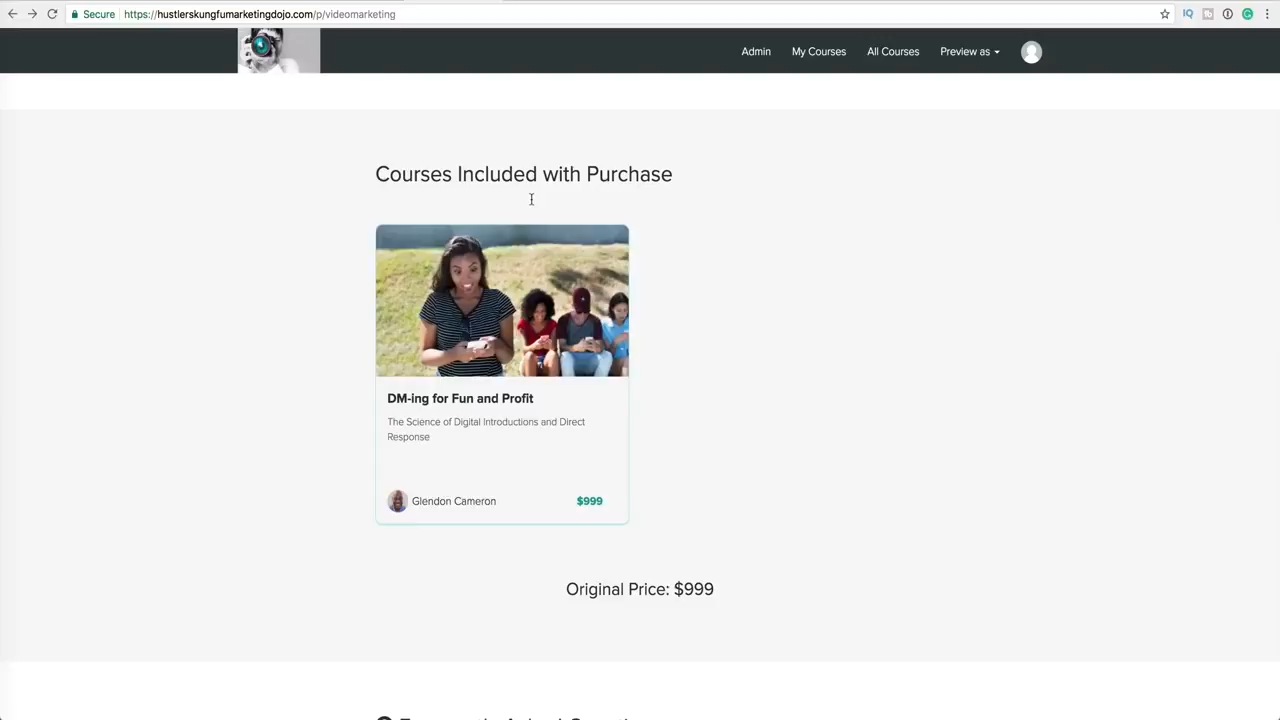 Secure
https://hustlerskungfumarketingdojo.com/p/videomarketing
Admin
My Courses
All Courses
Preview as
Courses Included with Purchase
DM-ing for Fun and Profit
The Science of Digital Introductions and Direct
Response
Glendon Cameron
$999
Original Price: $999